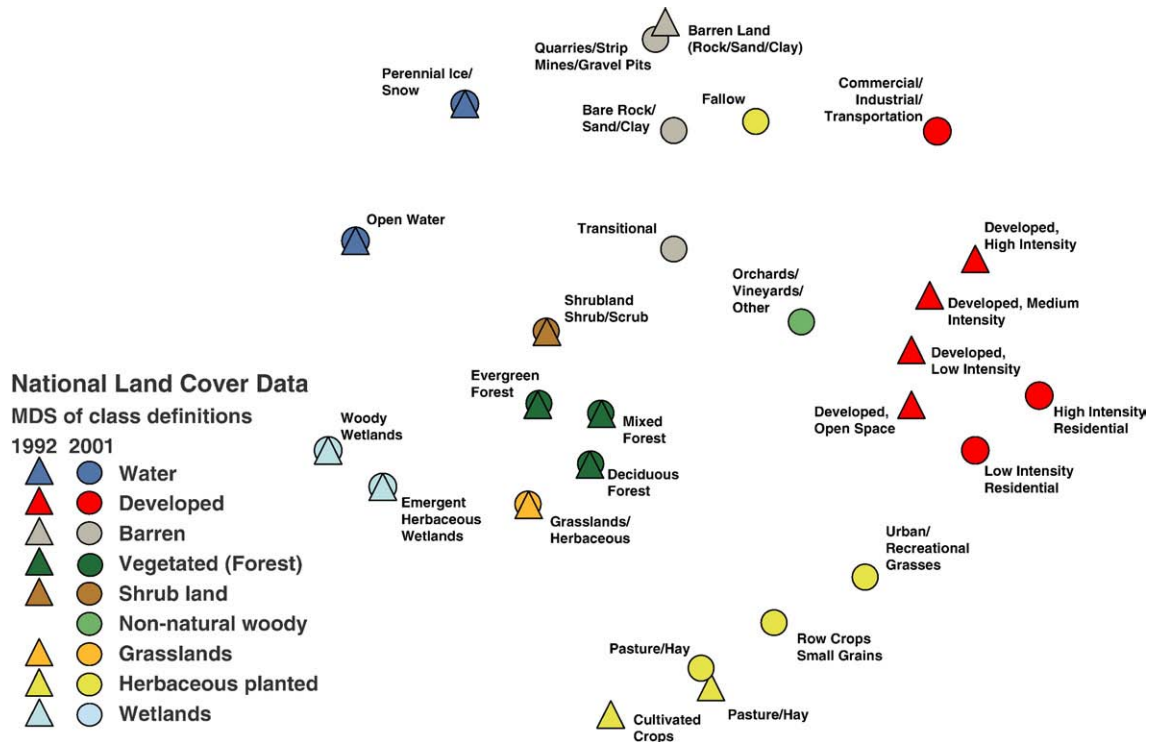 Barren Land
(Rock/Sand/Clay)
Quarries/Strip
Mines/Gravel Pits
Perennial Ice/
Snow
Commercial/
Industrial/
Transportation
Fallow
Bare Rock/
Sand/Clay
Open Water
Transitional
Developed,
High Intensity
Orchards/
Vineyards/
Other
Shrubland
Shrub/Scrub
Developed, Medium
Intensity
Developed,
Low Intensity
Evergreen
Forest
Mixed
Forest
Developed,
Open Space
High Intensity
Residential
Woody
Wetlands
Deciduous
Forest
Low Intensity
Residential
Emergent
Herbaceous
Wetlands
Grasslands/
Herbaceous
Urban/
Recreational
Grasses
Row Crops
Small Grains
Pasture/Hay
Pasture/Hay
Cultivated
Crops
National Land Cover Data
MDS of class definitions
1992 2001
Water
Developed
Barren
Vegetated (Forest)
Shrub land
Non-natural woody
Grasslands
Herbaceous planted
Wetlands